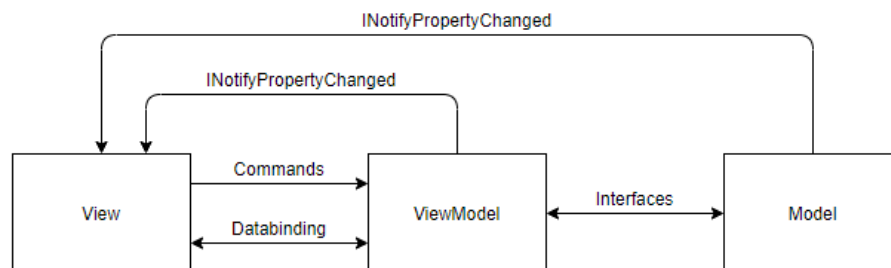 INotifyPropertyChanged
INotifyPropertyChanged
Commands
View
ViewModel
Interfaces
Model
Databinding